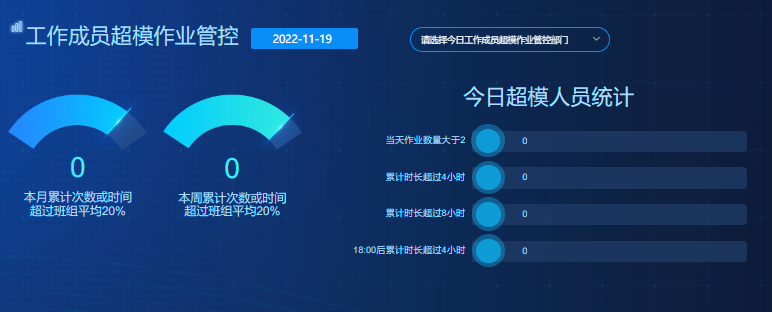 工作成员超模作业管控
2022-11-19
请选择今日工作成员超模作业管控部门
0
本月累计次数或时间
超过班组平均20%
0
本周累计次数或时间
超过班组平均20%
今日超模人员统计
当天作业数量大于2 0
累计时长超过4小时 0
累计时长超过8小时 0
18:00后累计时长超过4小时 0